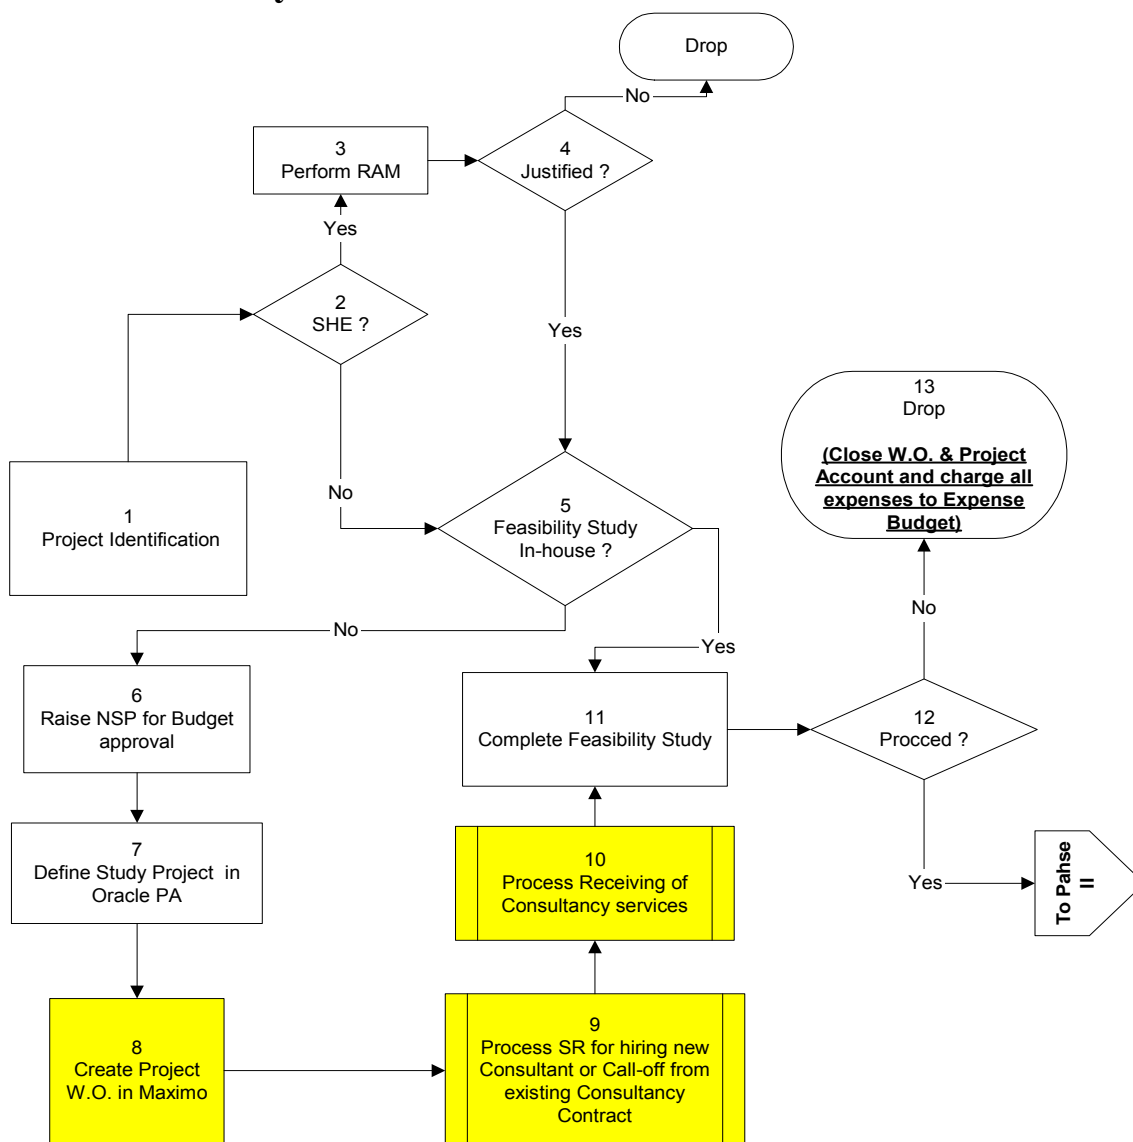 Drop
No
3
Perform RAM
4
Justified ?
Yes
2
SHE ?
Yes
13
Drop
(Close W.O. & Project
Account and charge all
expenses to Expense
Budget)
1
Project Identification
No
5
Feasibility Study
In-house ?
No
No
Yes
6
Raise NSP for Budget
approval
11
Complete Feasibility Study
12
Procced ?
7
Define Study Project in
Oracle PA
10
Process Receiving of
Consultancy services
Yes
To Pahse
II
8
Create Project
W.O. in Maximo
9
Process SR for hiring new
Consultant or Call-off from
existing Consultancy
Contract